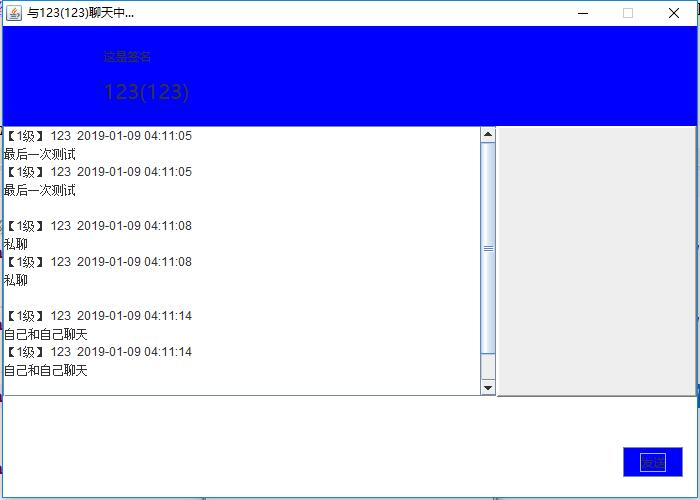 与123(123)聊天中...
这是签名
123(123)
【1级】 123  2019-01-09 04:11:05
最后一次测试
【1级】 123  2019-01-09 04:11:05
最后一次测试
【1级】 123  2019-01-09 04:11:08
私聊
【1级】 123  2019-01-09 04:11:08
私聊
【1级】 123  2019-01-09 04:11:14
自己和自己聊天
【1级】 123  2019-01-09 04:11:14
自己和自己聊天
发送